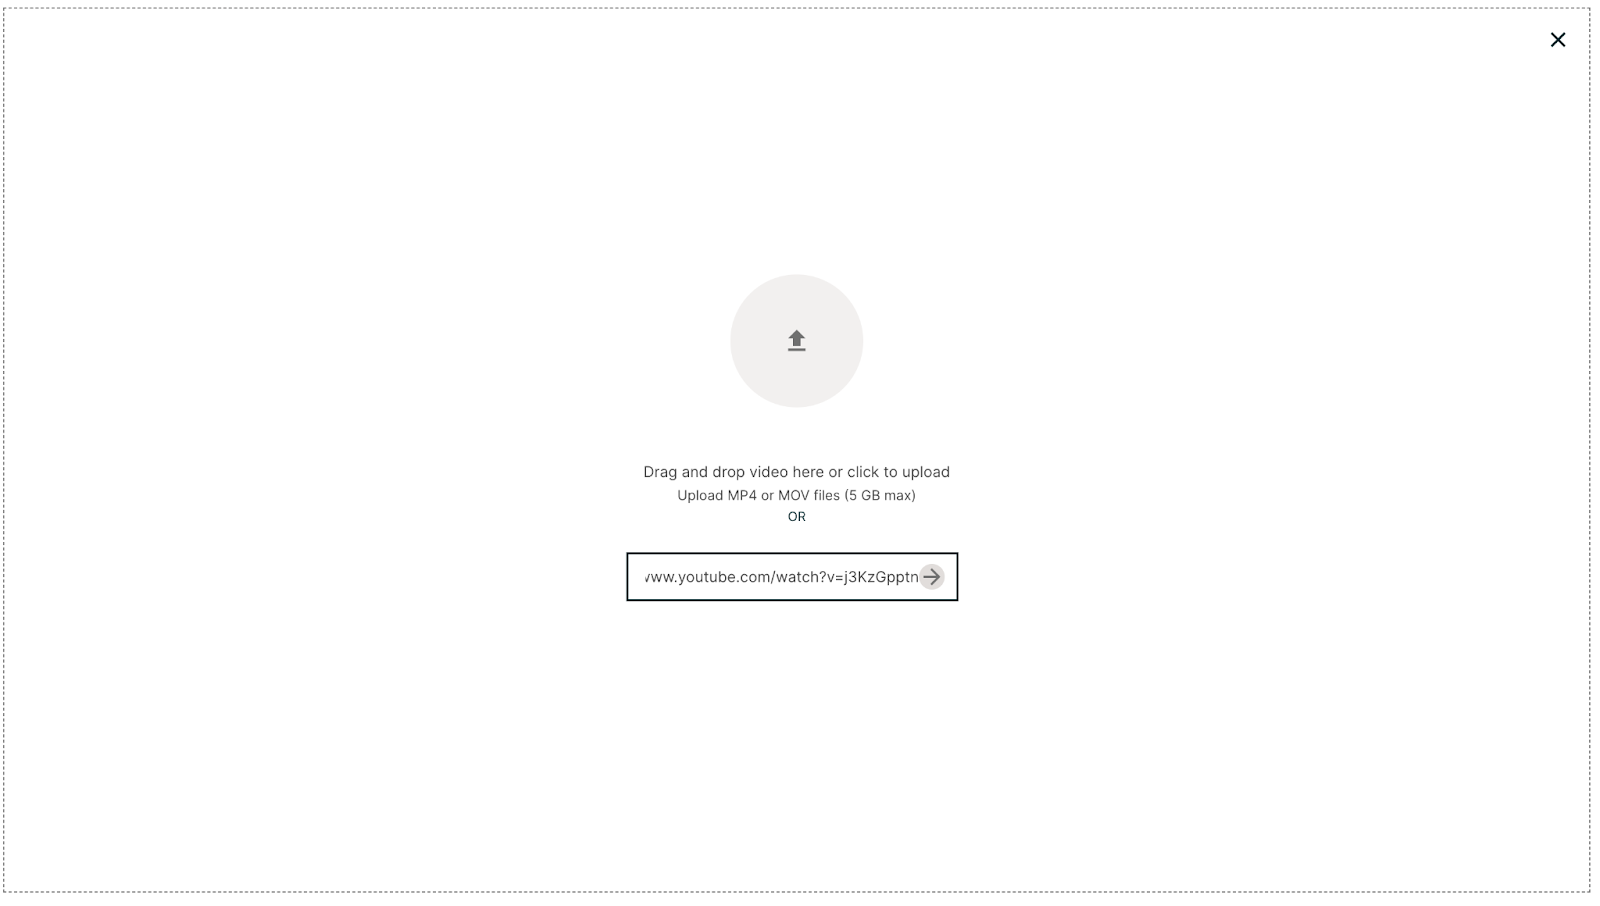 Drag and drop video here or click to upload
Upload MP4 or MOV files (5 GB max)
OR
www.youtube.com/watch?v=j3KzGpptn